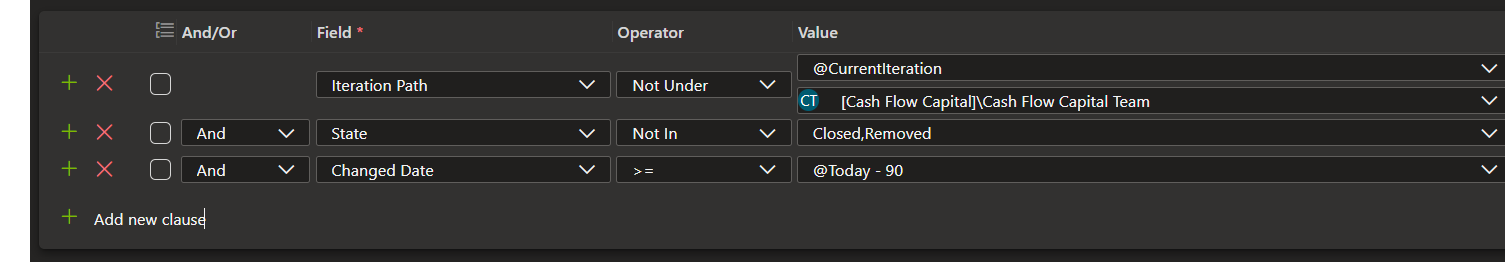 And/Or Field * Operator Value
Iteration Path Not Under @CurrentIteration
CT [Cash Flow Capital]\Cash Flow Capital Team
And State Not In Closed,Removed
And Changed Date >= @Today - 90
Add new clause